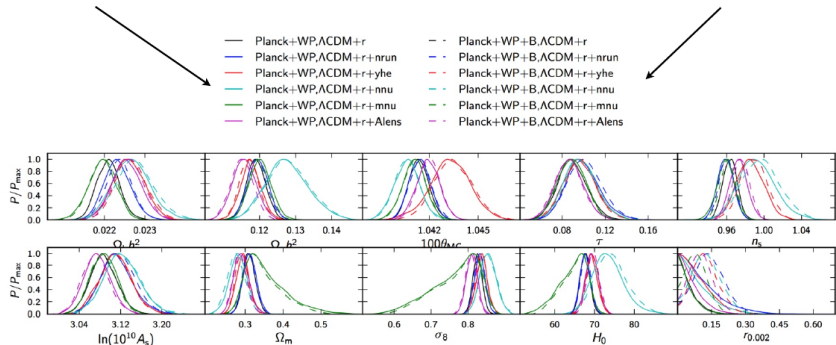 Planck+WP,ΛCDM+r
Planck+WP,ΛCDM+r+nrun
Planck+WP,ΛCDM+r+yhe
Planck+WP,ΛCDM+r+nnu
Planck+WP,ΛCDM+r+mnu
Planck+WP,ΛCDM+r+Alens
Planck+WP+B,ΛCDM+r
Planck+WP+B,ΛCDM+r+nrun
Planck+WP+B,ΛCDM+r+yhe
Planck+WP+B,ΛCDM+r+nnu
Planck+WP+B,ΛCDM+r+mnu
Planck+WP+B,ΛCDM+r+Alens
P/Pmax
1.0
0.8
0.6
0.4
0.2
0.0
0.022 0.023
0.12 0.13 0.14
1.042 1.045
0.08 0.12 0.16
0.96 1.00 1.04
100θMC
τ
ns
P/Pmax
1.0
0.8
0.6
0.4
0.2
0.0
3.04 3.12 3.20
0.3 0.4 0.5
0.6 0.7 0.8
60 70 80
0.15 0.30 0.45 0.60
ln(10¹⁰As)
Ωm
σ8
H0
r0.002